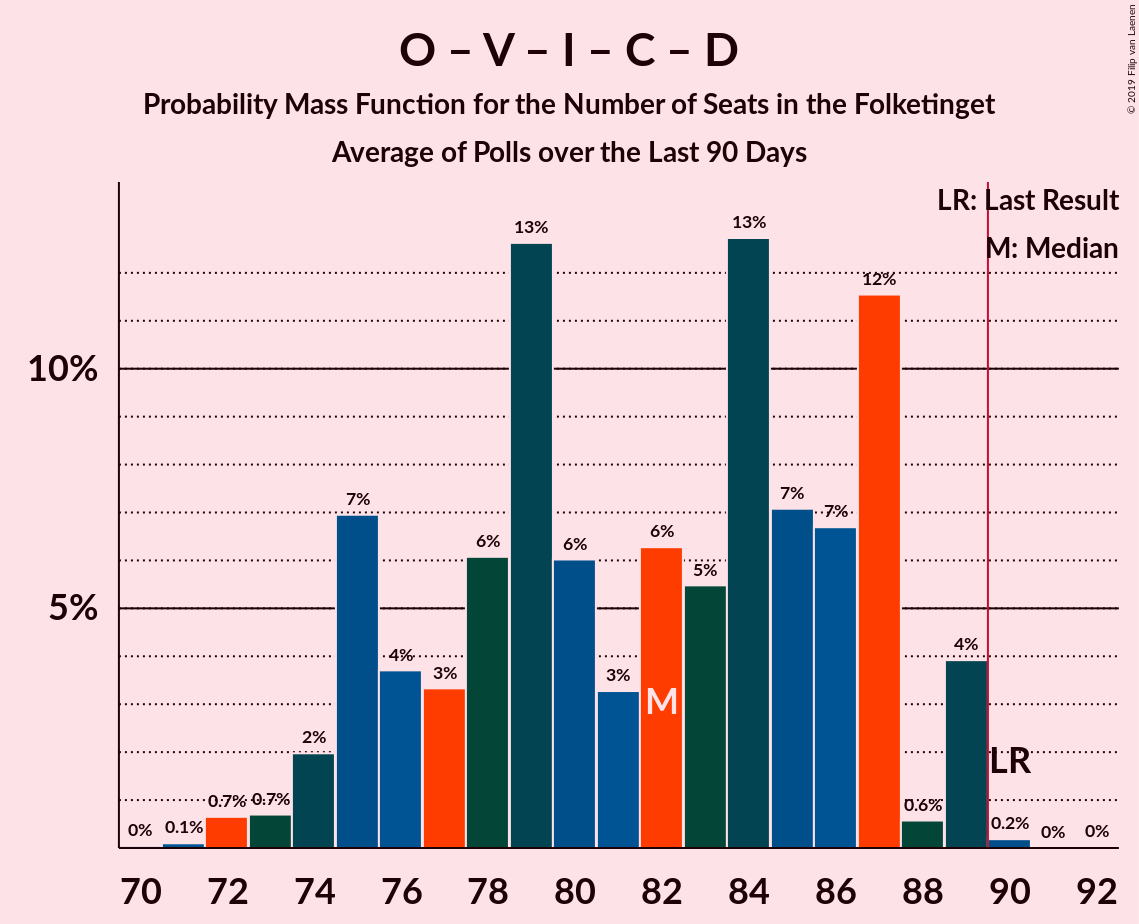 O – V – I – C – D
Probability Mass Function for the Number of Seats in the Folketinget
Average of Polls over the Last 90 Days
© 2019 Filip van Laenen
LR: Last Result
M: Median
10%
5%
0%
0.1%
0.7%
0.7%
2%
7%
4%
3%
6%
13%
6%
3%
6%
5%
13%
7%
7%
12%
0.6%
4%
0.2%
0%
0%
M
LR
70 72 74 76 78 80 82 84 86 88 90 92